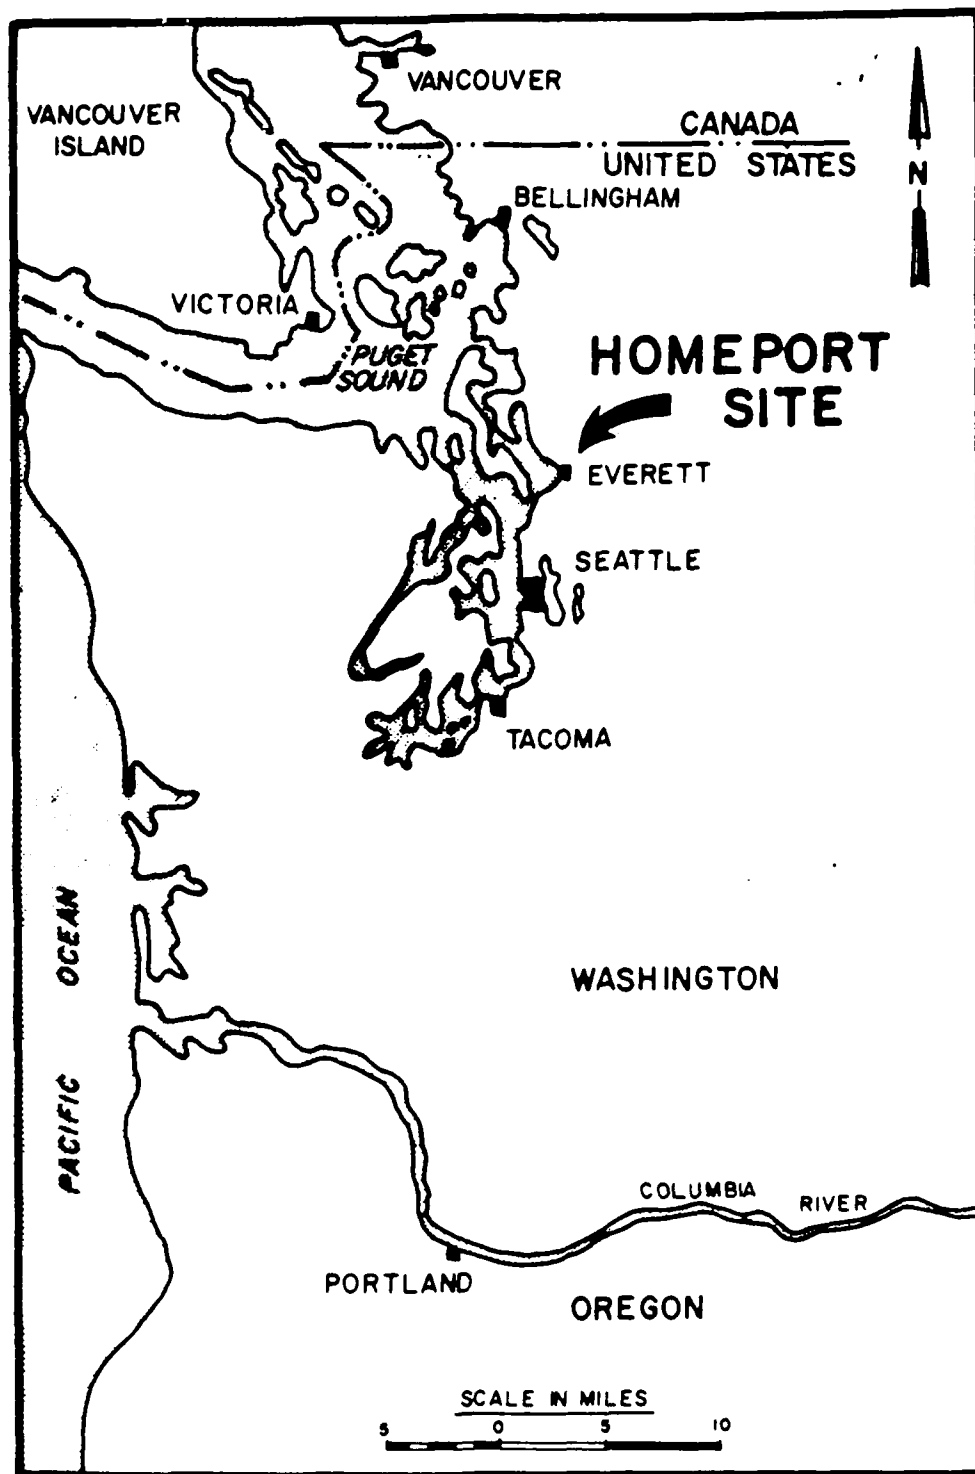 VANCOUVER
VANCOUVER
ISLAND
CANADA
UNITED STATES
N
BELLINGHAM
VICTORIA
PUGET
SOUND
HOMEPORT
SITE
EVERETT
SEATTLE
TACOMA
PACIFIC OCEAN
WASHINGTON
COLUMBIA RIVER
PORTLAND
OREGON
SCALE IN MILES
5 0 5 10